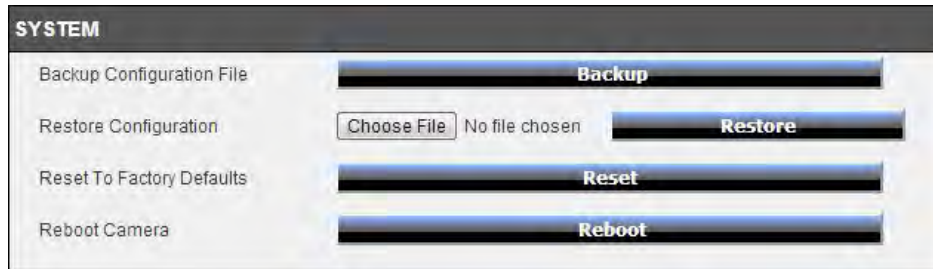 SYSTEM
Backup Configuration File Backup
Restore Configuration Choose File No file chosen Restore
Reset To Factory Defaults Reset
Reboot Camera Reboot